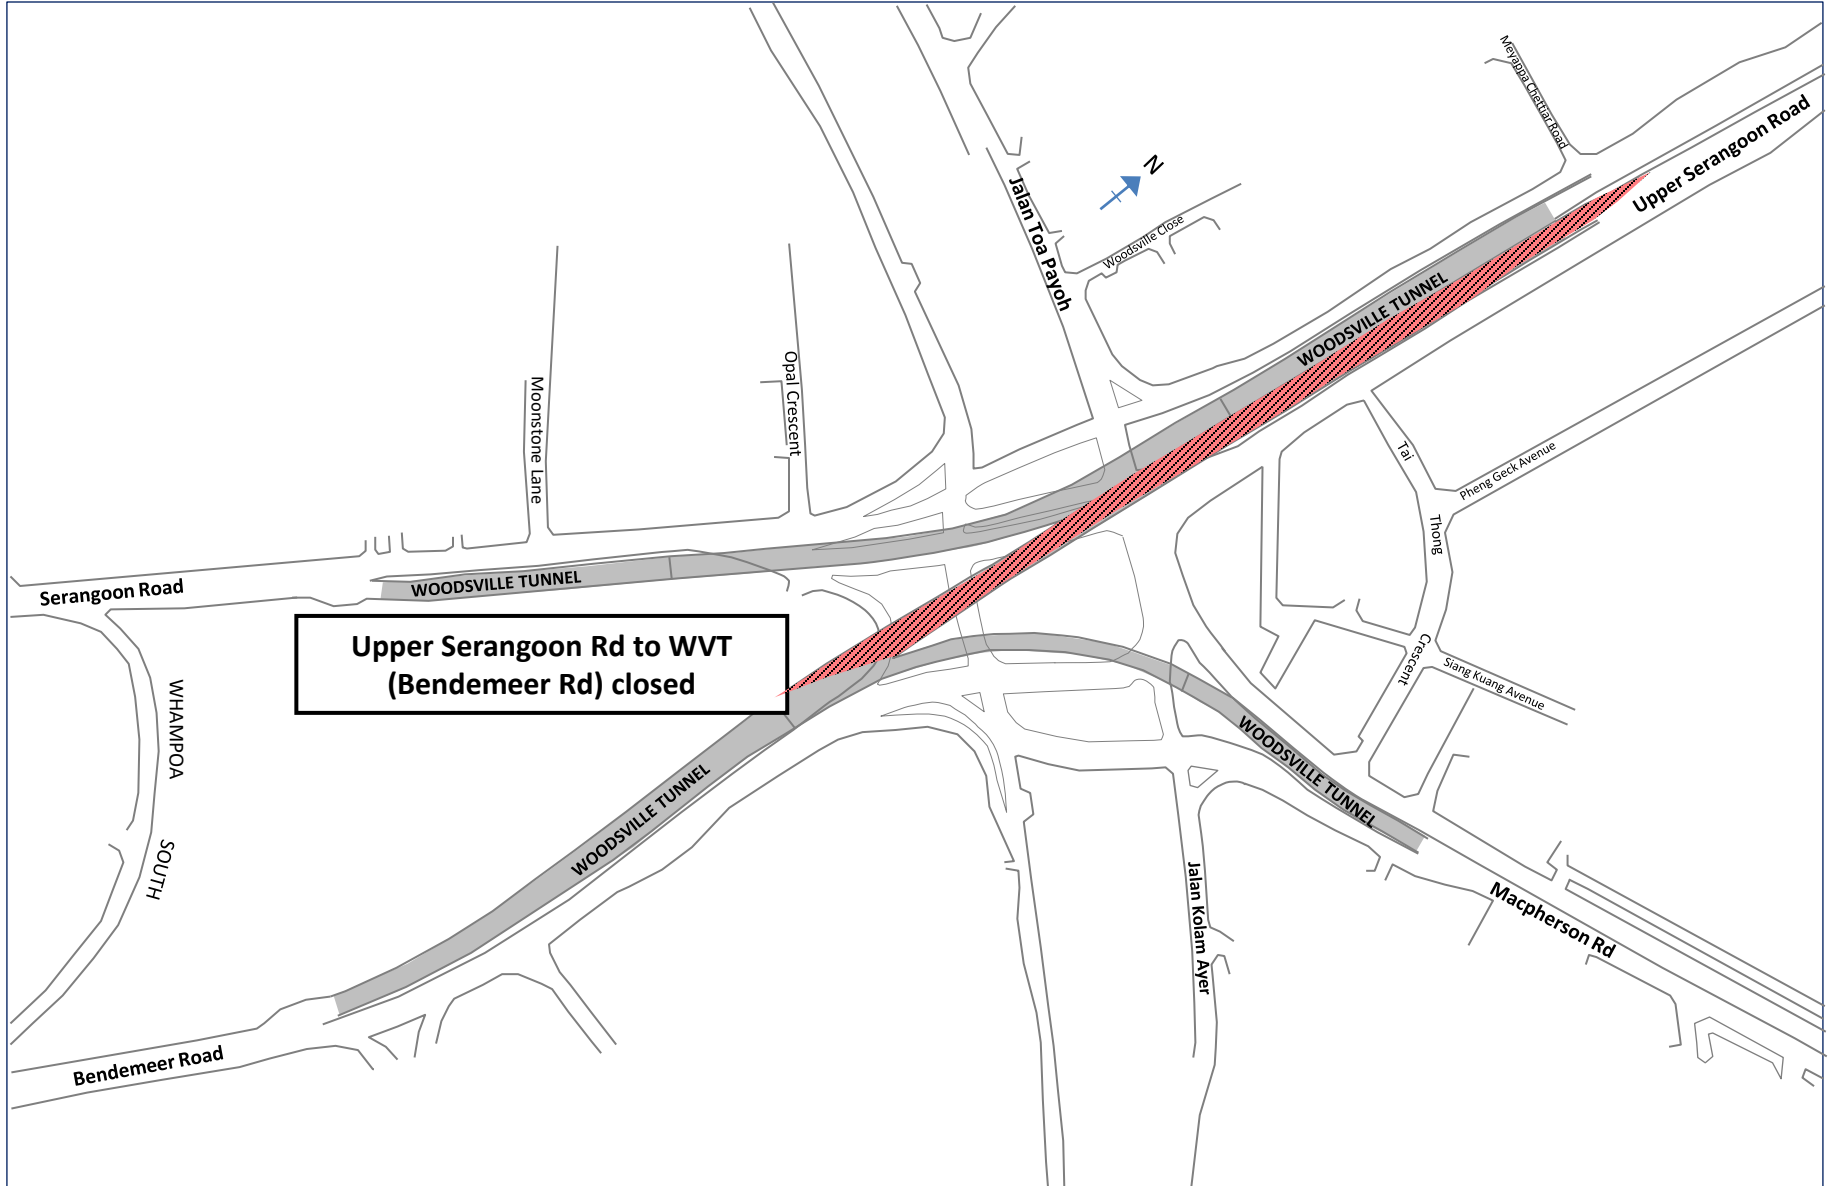 Meyappa Chettiar Road
Upper Serangoon Road
N
Jalan Toa Payoh
Woodsville Close
WOODSVILLE TUNNEL
Opal Crescent
Moonstone Lane
Tai
Thong
Crescent
Pheng Geck Avenue
Serangoon Road
WOODSVILLE TUNNEL
Upper Serangoon Rd to WVT
(Bendemeer Rd) closed
Siang Kuang Avenue
WHAMPOA
SOUTH
WOODSVILLE TUNNEL
WOODSVILLE TUNNEL
Jalan Kolam Ayer
Macpherson Rd
Bendemeer Road